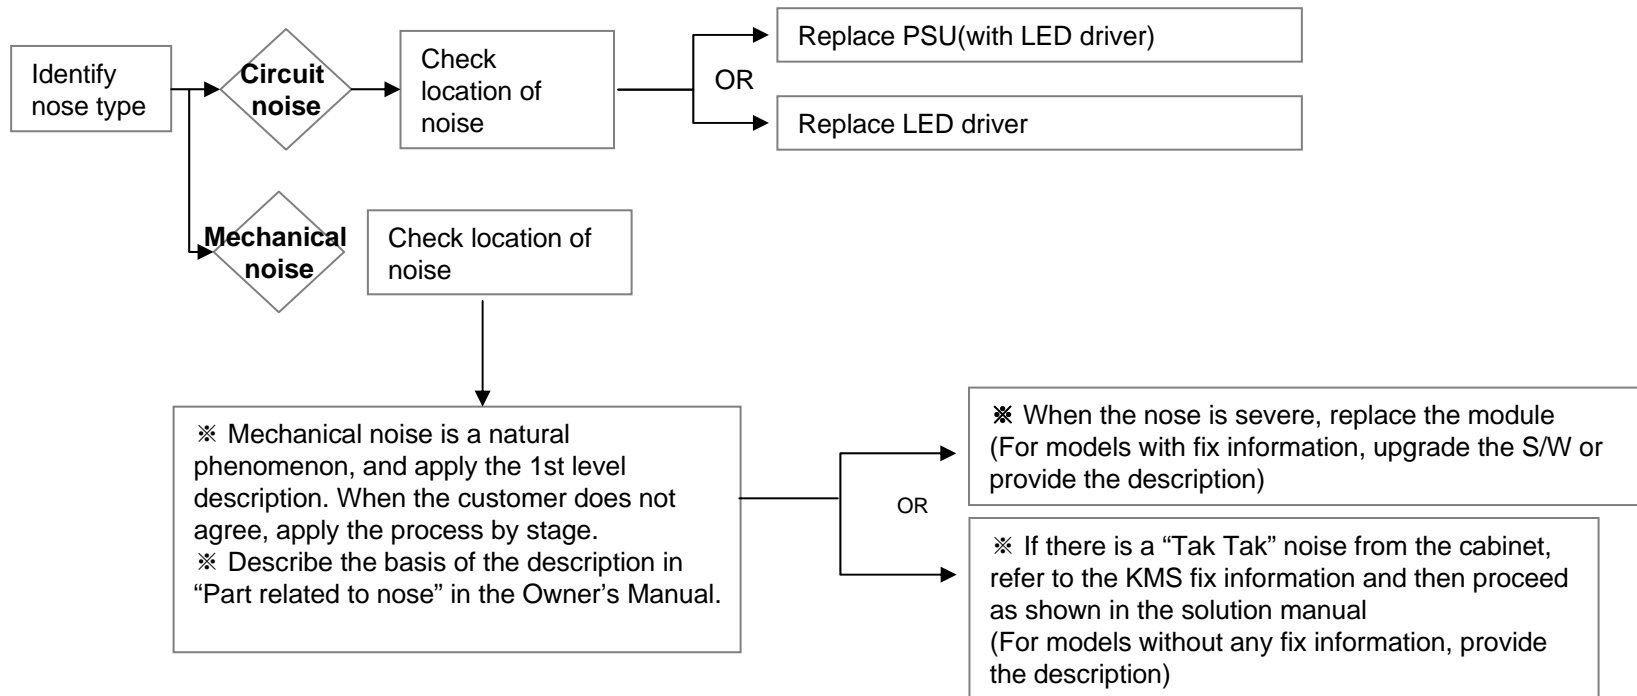 Identify
nose type
Circuit
noise
Check
location of
noise
Replace PSU(with LED driver)
OR
Replace LED driver
Mechanical
noise
Check location of
noise
※ Mechanical noise is a natural
phenomenon, and apply the 1st level
description. When the customer does not
agree, apply the process by stage.
※ Describe the basis of the description in
“Part related to nose” in the Owner’s Manual.
※ When the nose is severe, replace the module
(For models with fix information, upgrade the S/W or
provide the description)
OR
※ If there is a “Tak Tak” noise from the cabinet,
refer to the KMS fix information and then proceed
as shown in the solution manual
(For models without any fix information, provide
the description)